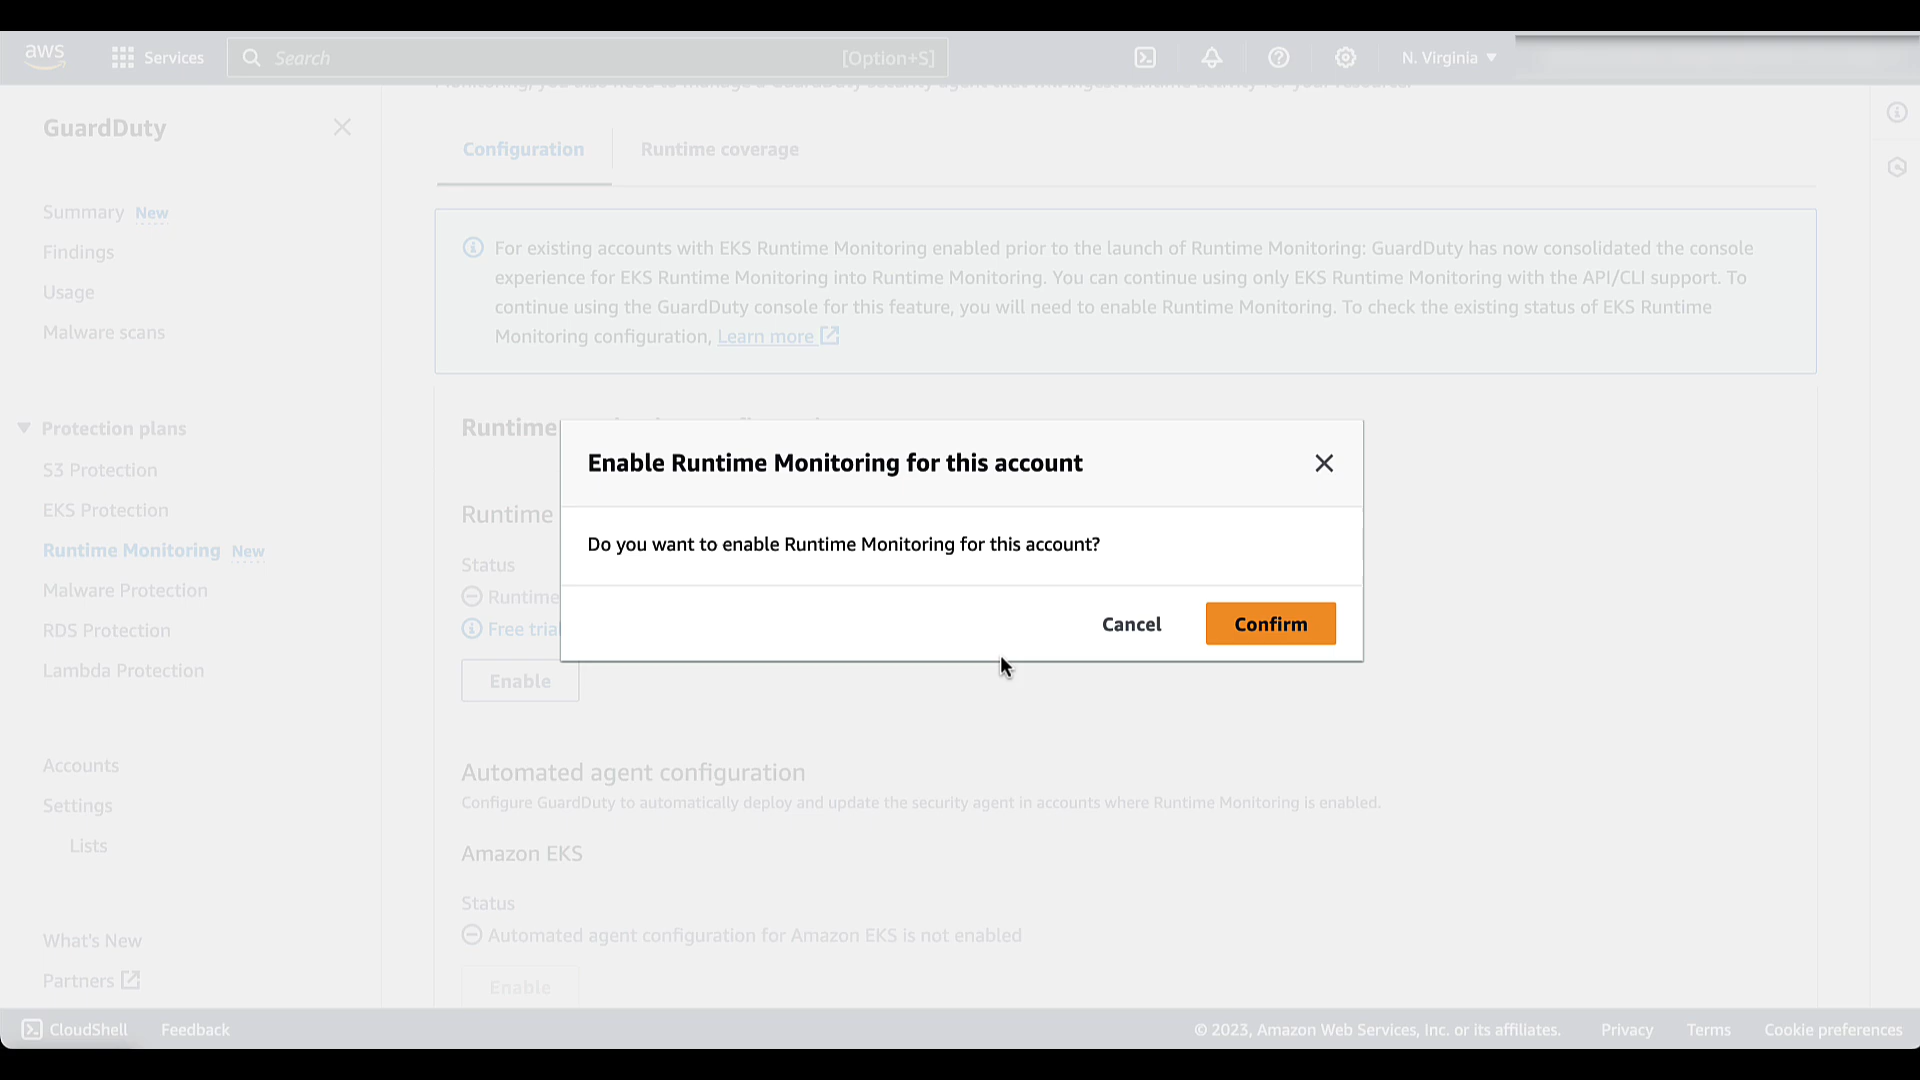 aws
Services
Search
[Option+S]
N. Virginia
GuardDuty
Summary New
Findings
Usage
Malware scans
Protection plans
S3 Protection
EKS Protection
Runtime Monitoring New
Malware Protection
RDS Protection
Lambda Protection
Accounts
Settings
Lists
What's New
Partners
Configuration
Runtime coverage
For existing accounts with EKS Runtime Monitoring enabled prior to the launch of Runtime Monitoring: GuardDuty has now consolidated the console
experience for EKS Runtime Monitoring into Runtime Monitoring. You can continue using only EKS Runtime Monitoring with the API/CLI support. To
continue using the GuardDuty console for this feature, you will need to enable Runtime Monitoring. To check the existing status of EKS Runtime
Monitoring configuration, Learn more
Runtime
Enable Runtime Monitoring for this account
Do you want to enable Runtime Monitoring for this account?
Cancel
Confirm
Runtime
Status
Runtime
Free trial
Enable
Automated agent configuration
Configure GuardDuty to automatically deploy and update the security agent in accounts where Runtime Monitoring is enabled.
Amazon EKS
Status
Automated agent configuration for Amazon EKS is not enabled
Enable
CloudShell
Feedback
© 2023, Amazon Web Services, Inc. or its affiliates.
Privacy
Terms
Cookie preferences